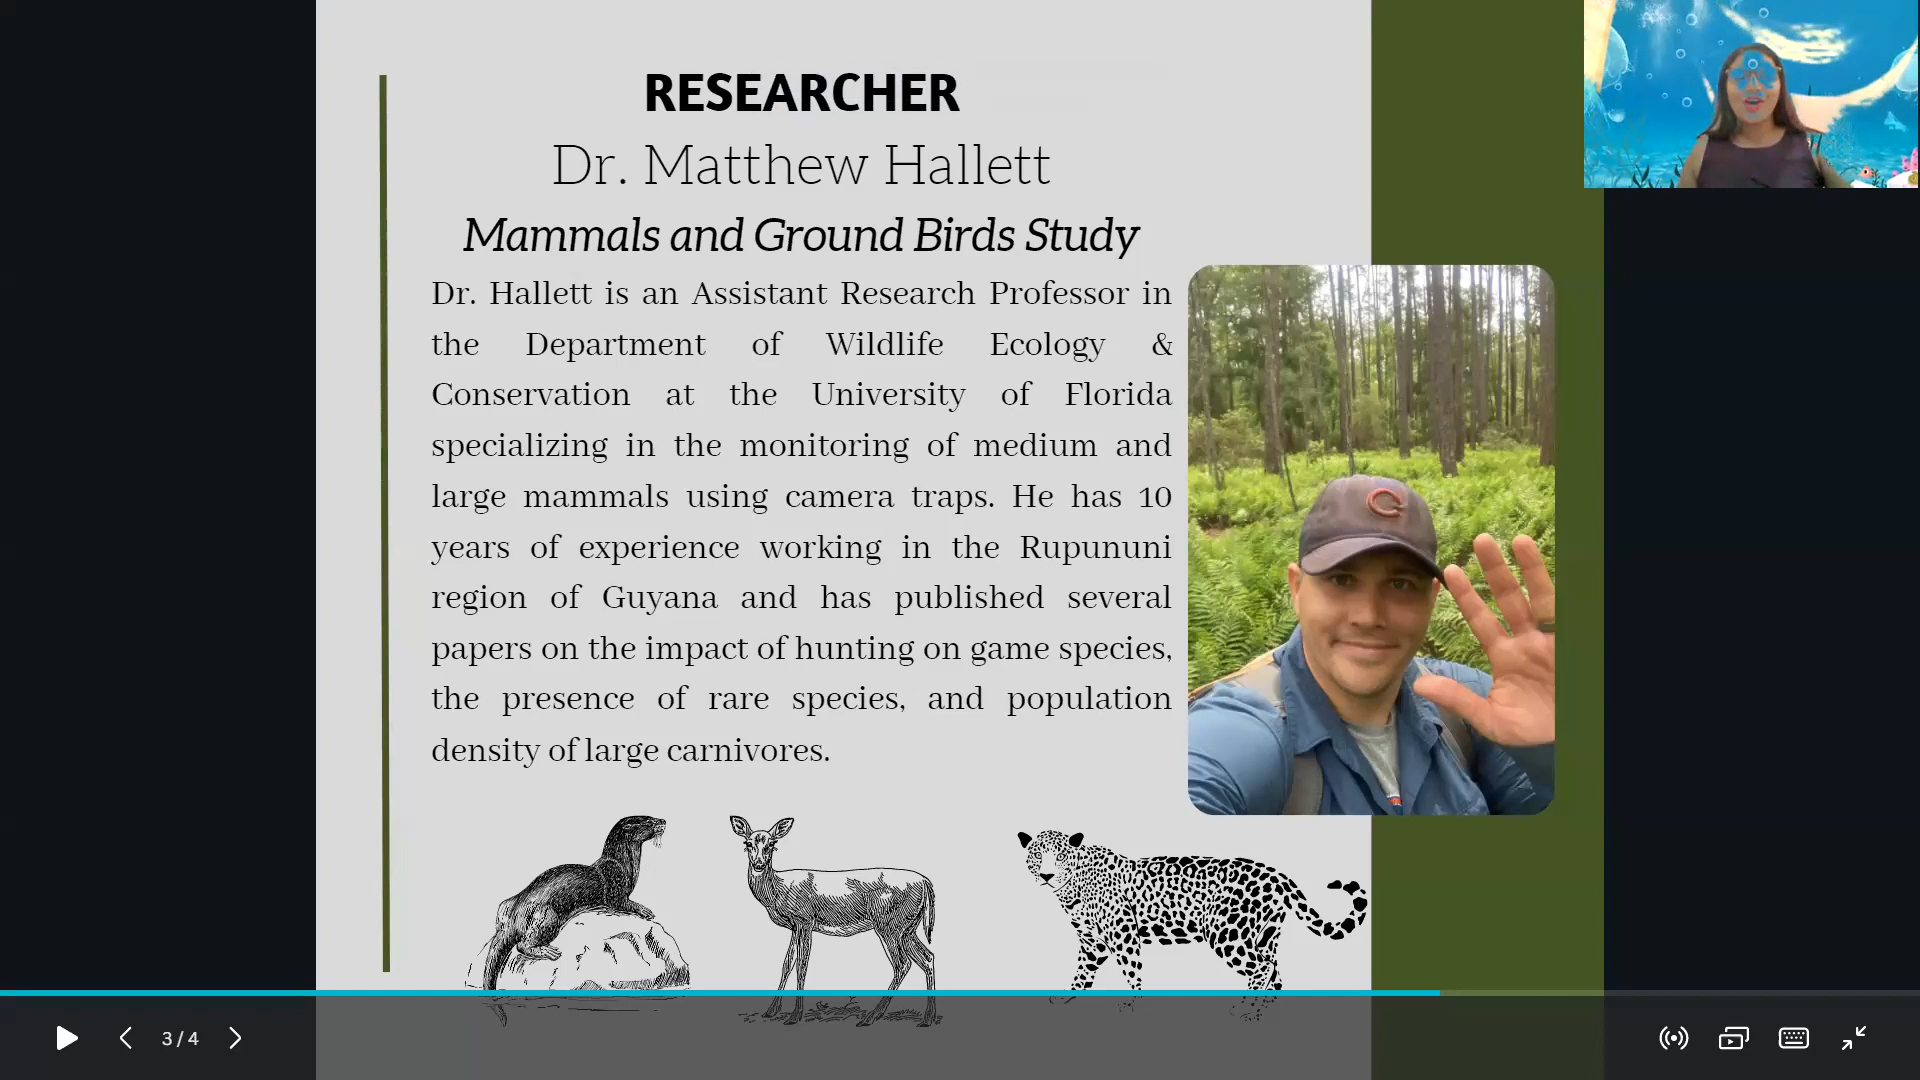 RESEARCHER
Dr. Matthew Hallett
Mammals and Ground Birds Study
Dr. Hallett is an Assistant Research Professor in
the Department of Wildlife Ecology &
Conservation at the University of Florida
specializing in the monitoring of medium and
large mammals using camera traps. He has 10
years of experience working in the Rupununi
region of Guyana and has published several
papers on the impact of hunting on game species,
the presence of rare species, and population
density of large carnivores.
C
3 / 4